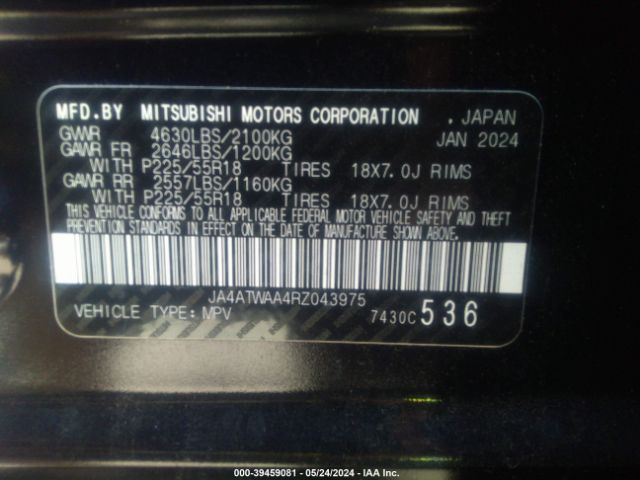 MFD.BY MITSUBISHI MOTORS CORPORATION . JAPAN
GVWR 4630LBS/2100KG JAN 2024
GAWR FR 2646LBS/1200KG
WITH P225/55R18 TIRES 18X7.0J RIMS
GAWR RR 2557LBS/1160KG
WITH P225/55R18 TIRES 18X7.0J RIMS
THIS VEHICLE CONFORMS TO ALL APPLICABLE FEDERAL MOTOR VEHICLE SAFETY AND THEFT
PREVENTION STANDARDS IN EFFECT ON THE DATE OF MANUFACTURE SHOWN ABOVE.
JA4ATWAA4RZ043975
VEHICLE TYPE:MPV 7430C 536
000-39459081 - 05/24/2024 - IAA Inc.